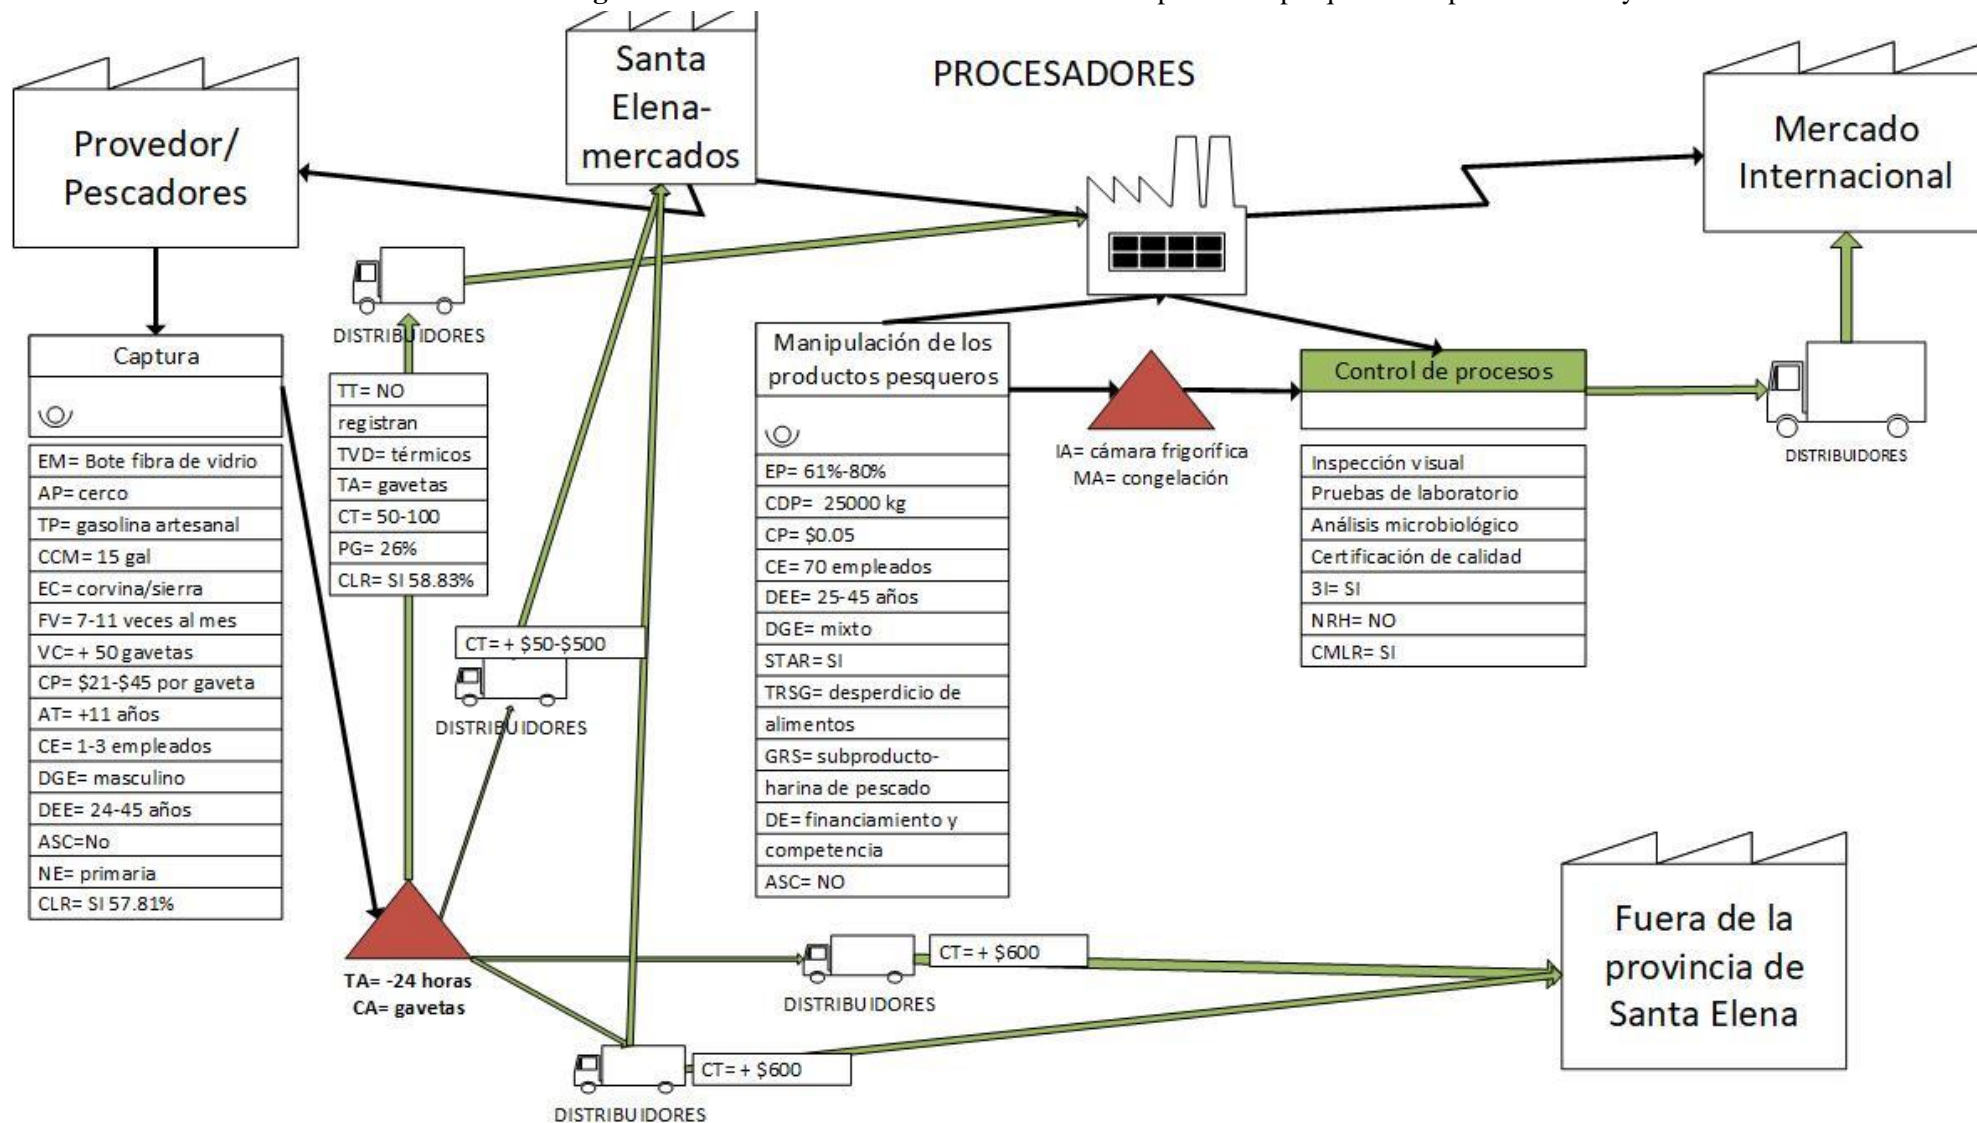 Santa
Elena-
mercados
PROCESADORES
Provedor/
Pescadores
Mercado
Internacional
DISTRIBUIDORES
Captura
EM= Bote fibra de vidrio
AP= cerco
TP= gasolina artesanal
CCM= 15 gal
EC= corvina/sierra
FV= 7-11 veces al mes
VC= + 50 gavetas
CP= $21-$45 por gaveta
AT= +11 años
CE= 1-3 empleados
DGE= masculino
DEE= 24-45 años
ASC=No
NE= primaria
CLR= SI 57.81%
TT= NO
registran
TVD= térmicos
TA= gavetas
CT= 50-100
PG= 26%
CLR= SI 58.83%
CT= + $50-$500
DISTRIBUIDORES
Manipulación de los
productos pesqueros
EP= 61%-80%
CDP= 25000 kg
CP= $0.05
CE= 70 empleados
DEE= 25-45 años
DGE= mixto
STAR= SI
TRSG= desperdicio de
alimentos
GRS= subproducto-
harina de pescado
DE= financiamiento y
competencia
ASC= NO
IA= cámara frigorífica
MA= congelación
Control de procesos
Inspección visual
Pruebas de laboratorio
Análisis microbiológico
Certificación de calidad
3I= SI
NRH= NO
CMLR= SI
DISTRIBUIDORES
TA= -24 horas
CA= gavetas
CT= + $600
DISTRIBUIDORES
CT= + $600
DISTRIBUIDORES
Fuera de la
provincia de
Santa Elena